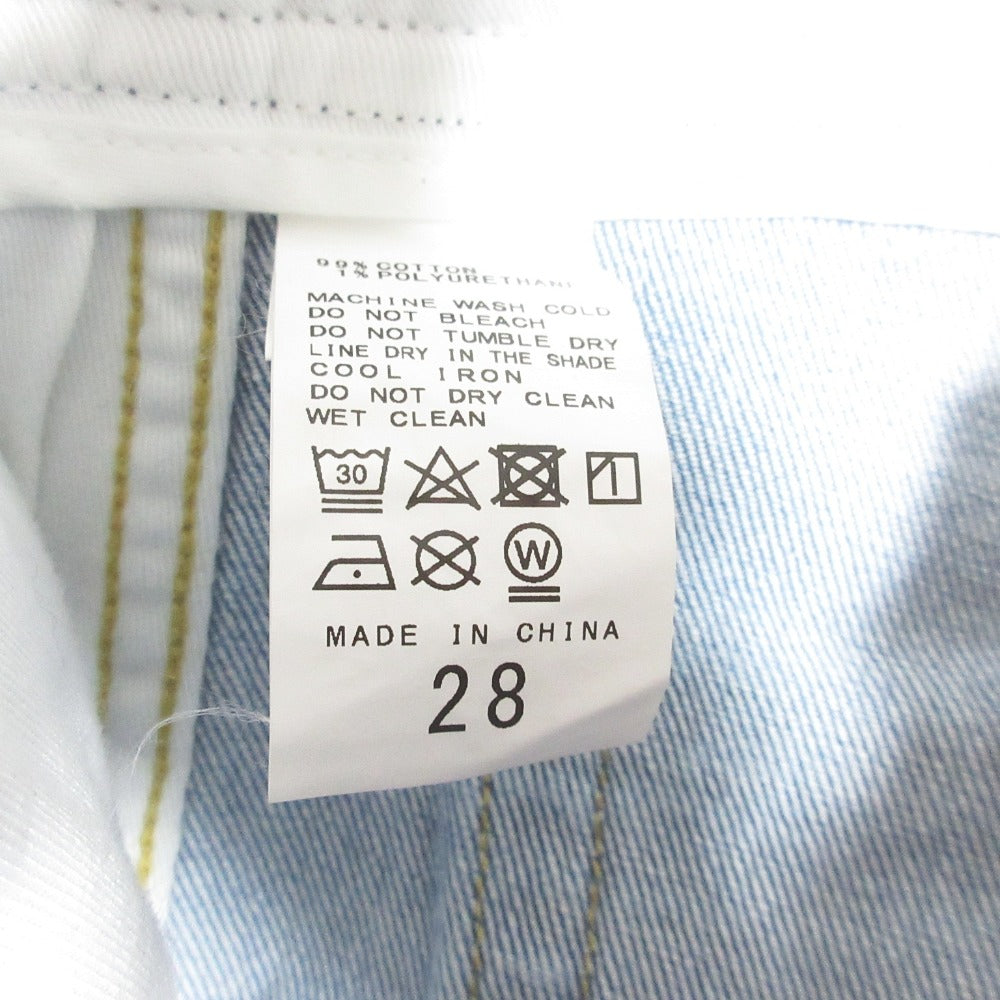 99% COTTON
1% POLYURETHANE
MACHINE WASH COLD
DO NOT BLEACH
DO NOT TUMBLE DRY
LINE DRY IN THE SHADE
COOL IRON
DO NOT DRY CLEAN
WET CLEAN
30
W
MADE IN CHINA
28